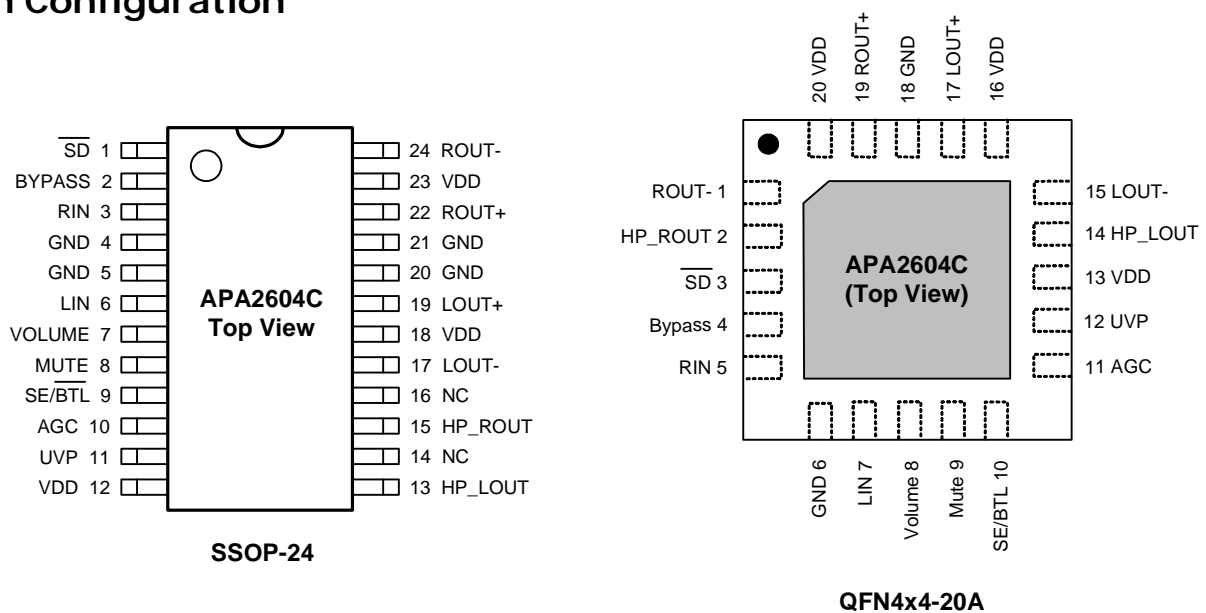 n Configuration
SD 1
BYPASS 2
RIN 3
GND 4
GND 5
LIN 6
VOLUME 7
MUTE 8
SE/BTL 9
AGC 10
UVP 11
VDD 12
APA2604C
Top View
24 ROUT-
23 VDD
22 ROUT+
21 GND
20 GND
19 LOUT+
18 VDD
17 LOUT-
16 NC
15 HP_ROUT
14 NC
13 HP_LOUT
SSOP-24
20 VDD
19 ROUT+
18 GND
17 LOUT+
16 VDD
ROUT- 1
HP_ROUT 2
SD 3
Bypass 4
RIN 5
APA2604C
(Top View)
15 LOUT-
14 HP_LOUT
13 VDD
12 UVP
11 AGC
GND 6
LIN 7
Volume 8
Mute 9
SE/BTL 10
QFN4x4-20A